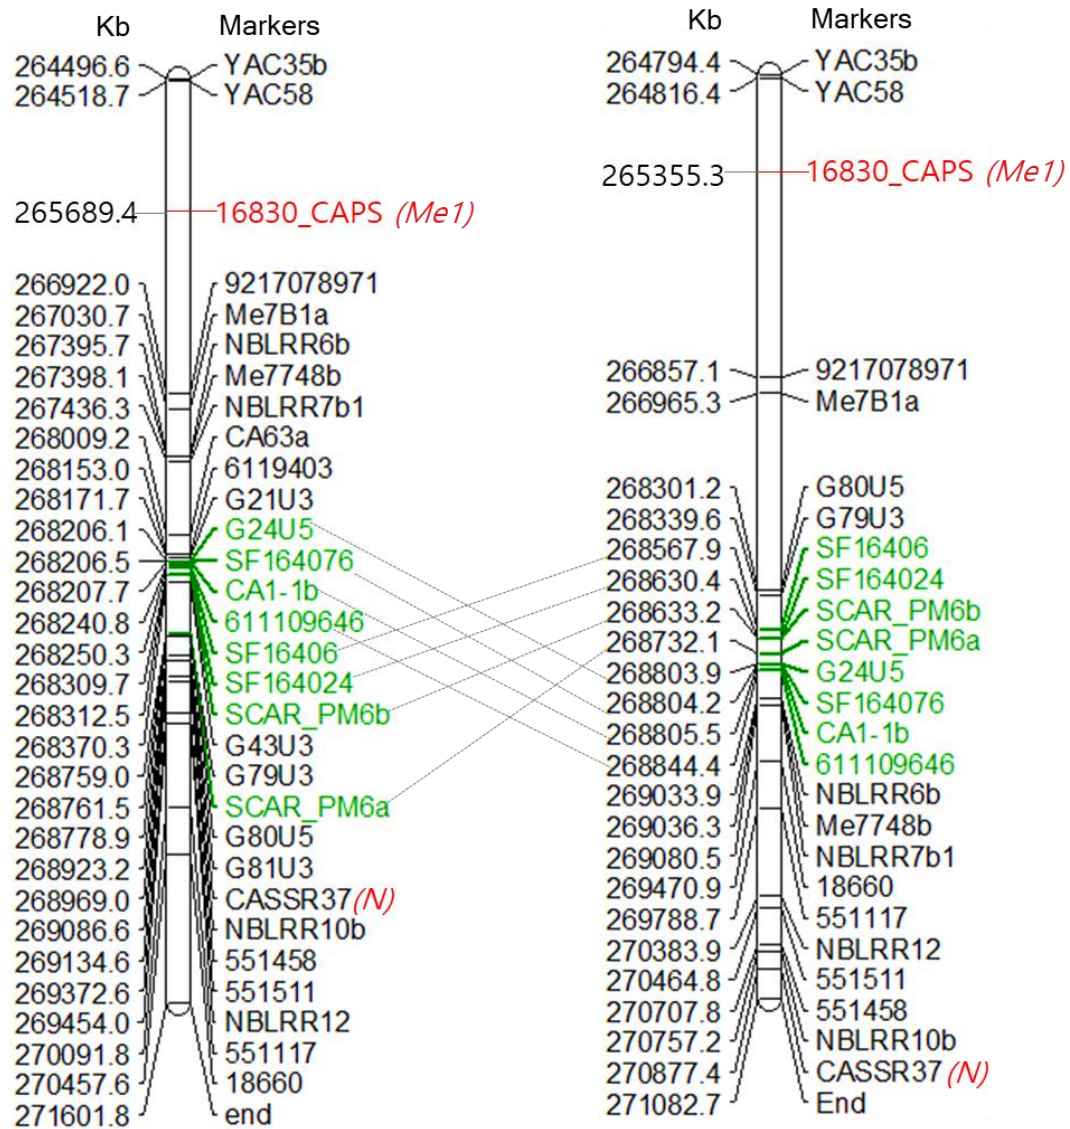 Kb Markers
264496.6 YAC35b
264518.7 YAC58
265689.4 16830_CAPS (Me1)
266922.0 9217078971
267030.7 Me7B1a
267395.7 NBLRR6b
267398.1 Me7748b
267436.3 NBLRR7b1
268009.2 CA63a
268153.0 6119403
268171.7 G21U3
268206.1 G24U5
268206.5 SF164076
268207.7 CA1-1b
268240.8 611109646
268250.3 SF16406
268309.7 SF164024
268312.5 SCAR_PM6b
268370.3 G43U3
268759.0 G79U3
268761.5 SCAR_PM6a
268778.9 G80U5
268923.2 G81U3
268969.0 CASSR37 (N)
269086.6 NBLRR10b
269134.6 551458
269372.6 551511
269454.0 NBLRR12
270091.8 551117
270457.6 18660
271601.8 end
Kb Markers
264794.4 YAC35b
264816.4 YAC58
265355.3 16830_CAPS (Me1)
266857.1 9217078971
266965.3 Me7B1a
268301.2 G80U5
268339.6 G79U3
268567.9 SF16406
268630.4 SF164024
268633.2 SCAR_PM6b
268732.1 SCAR_PM6a
268803.9 G24U5
268804.2 SF164076
268805.5 CA1-1b
268844.4 611109646
269033.9 NBLRR6b
269036.3 Me7748b
269080.5 NBLRR7b1
269470.9 18660
269788.7 551117
270383.9 NBLRR12
270464.8 551511
270707.8 551458
270757.2 NBLRR10b
270877.4 CASSR37 (N)
271082.7 End